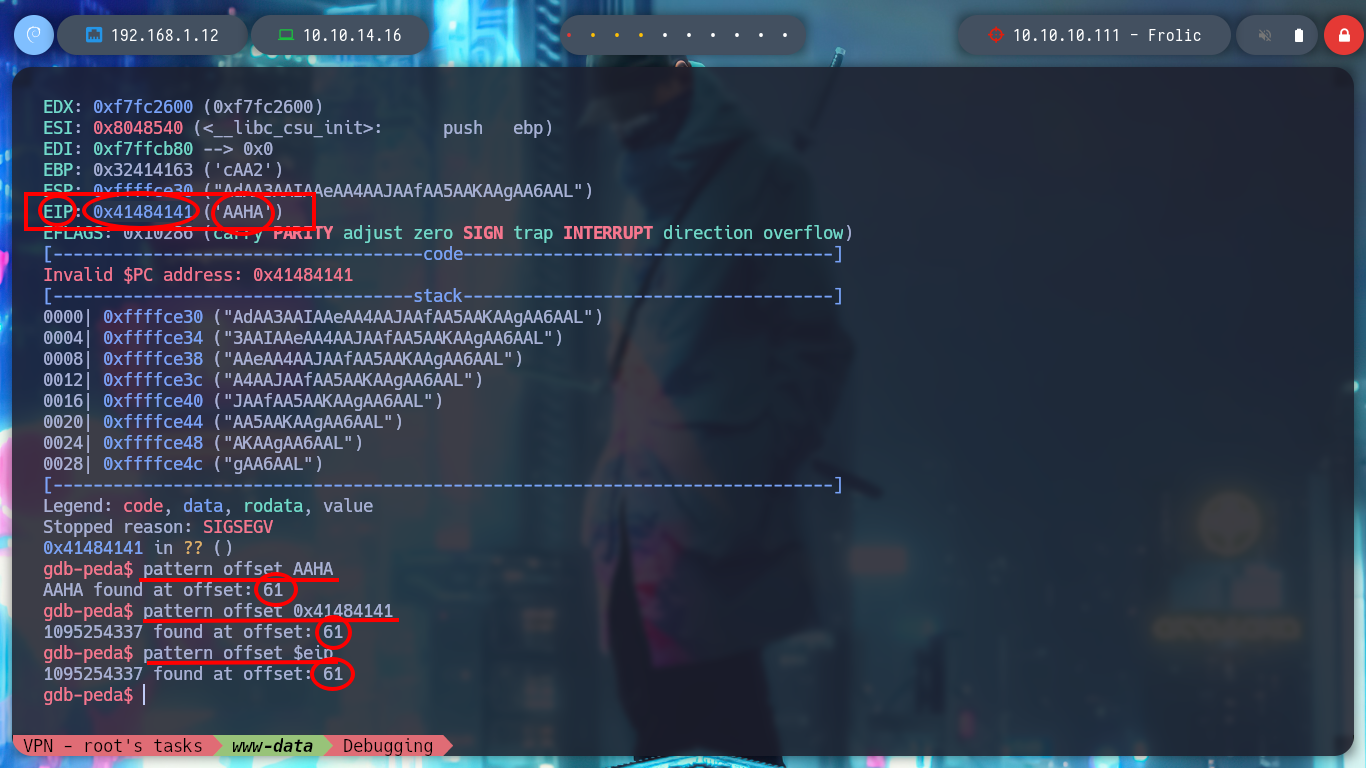 192.168.1.12 10.10.14.16 10.10.10.111 - Frolic
EDX: 0xf7fc2600 (0xf7fc2600)
ESI: 0x8048540 (<__libc_csu_init>: push ebp)
EDI: 0xf7ffcb80 --> 0x0
EBP: 0x32414163 ('cAA2')
ESP: 0xffffce30 ("AdAA3AAIAAeAA4AAJAAfAA5AAKAAgAA6AAL")
EIP: 0x41484141 ('AAHA')
EFLAGS: 0x10286 (carry PARITY adjust zero SIGN trap INTERRUPT direction overflow)
[-------------------------------------code-------------------------------------]
Invalid $PC address: 0x41484141
[------------------------------------stack-------------------------------------]
0000| 0xffffce30 ("AdAA3AAIAAeAA4AAJAAfAA5AAKAAgAA6AAL")
0004| 0xffffce34 ("3AAIAAeAA4AAJAAfAA5AAKAAgAA6AAL")
0008| 0xffffce38 ("AAeAA4AAJAAfAA5AAKAAgAA6AAL")
0012| 0xffffce3c ("A4AAJAAfAA5AAKAAgAA6AAL")
0016| 0xffffce40 ("JAAfAA5AAKAAgAA6AAL")
0020| 0xffffce44 ("AA5AAKAAgAA6AAL")
0024| 0xffffce48 ("AKAAgAA6AAL")
0028| 0xffffce4c ("gAA6AAL")
[------------------------------------------------------------------------------]
Legend: code, data, rodata, value
Stopped reason: SIGSEGV
0x41484141 in ?? ()
gdb-peda$ pattern offset AAHA
AAHA found at offset: 61
gdb-peda$ pattern offset 0x41484141
1095254337 found at offset: 61
gdb-peda$ pattern offset $eip
1095254337 found at offset: 61
gdb-peda$
VPN - root's tasks www-data Debugging